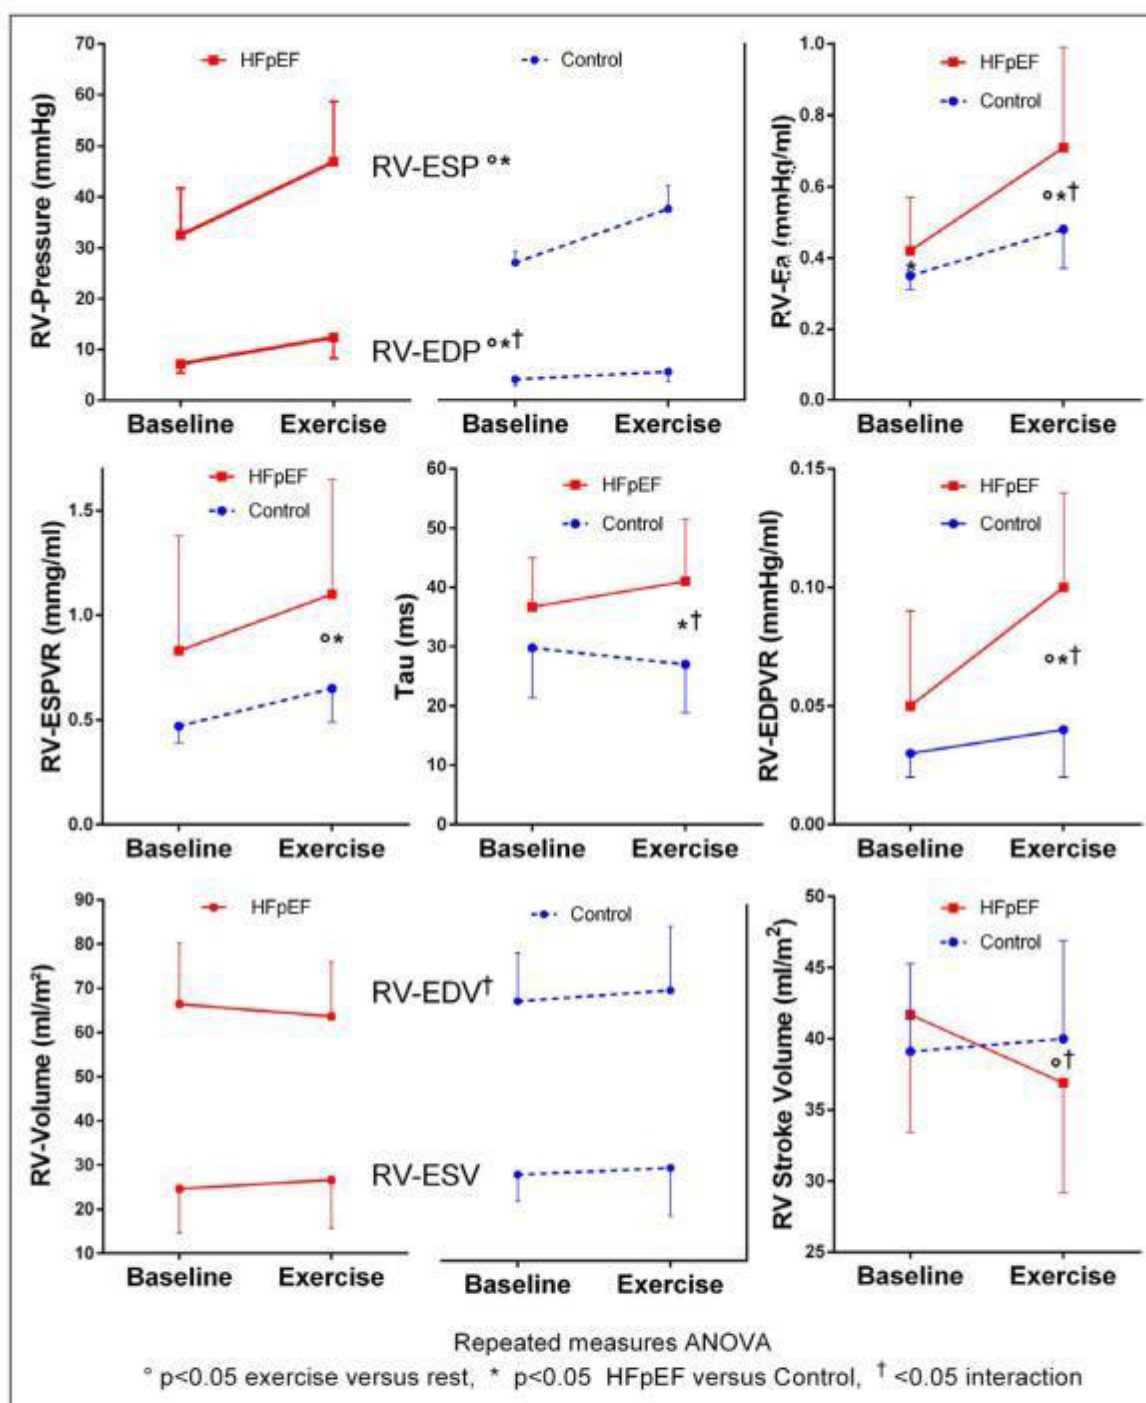 70
60
50
40
30
20
10
0
RV-Pressure (mmHg)
HFpEF
Control
RV-ESP °*
RV-EDP °*†
Baseline Exercise
Baseline Exercise
1.0
0.8
0.6
0.4
0.2
0.0
RV-Ea (mmHg/ml)
HFpEF
Control
°*†
*
Baseline Exercise
1.5
1.0
0.5
0.0
RV-ESPVR (mmg/ml)
HFpEF
Control
°*
Baseline Exercise
60
50
40
30
20
10
0
Tau (ms)
HFpEF
Control
*†
Baseline Exercise
0.15
0.10
0.05
0.00
RV-EDPVR (mmHg/ml)
HFpEF
Control
°*†
Baseline Exercise
90
80
70
60
50
40
30
20
10
RV-Volume (ml/m²)
HFpEF
Control
RV-EDV†
RV-ESV
Baseline Exercise
Baseline Exercise
50
45
40
35
30
25
RV Stroke Volume (ml/m²)
HFpEF
Control
°†
Baseline Exercise
Repeated measures ANOVA
° p<0.05 exercise versus rest, * p<0.05 HFpEF versus Control, † <0.05 interaction